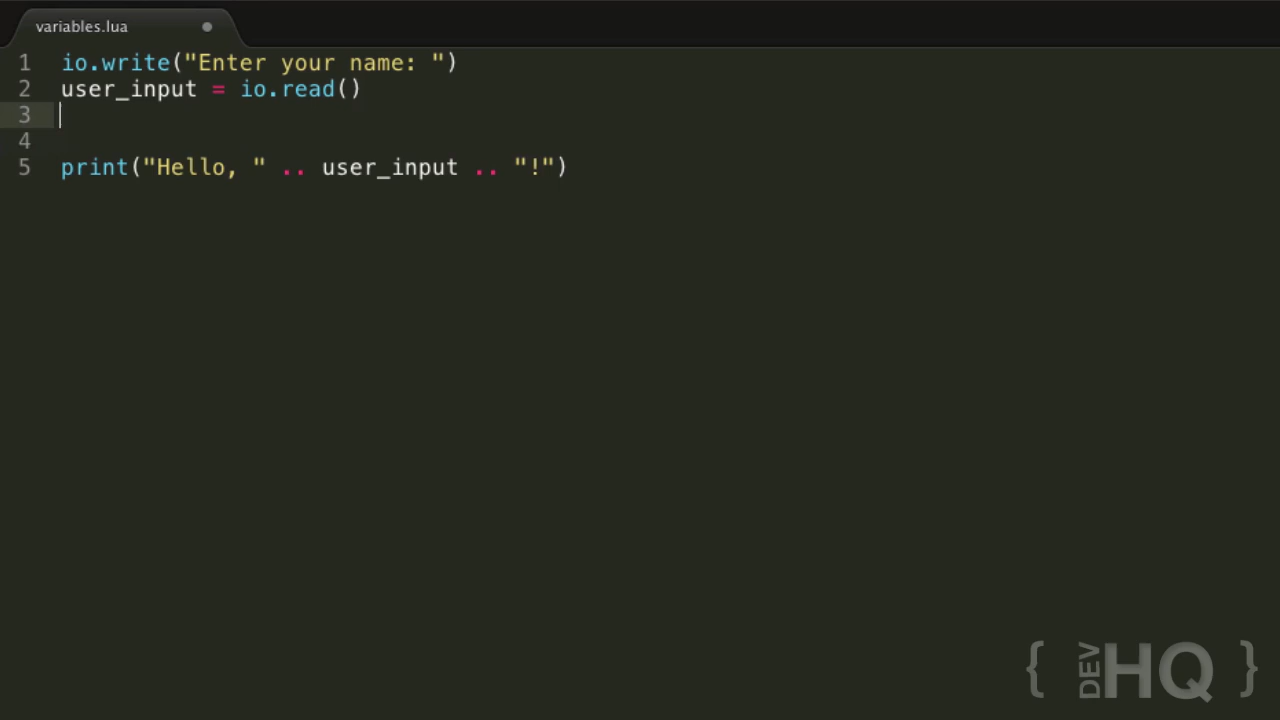 variables.lua
1 io.write("Enter your name: ")
2 user_input = io.read()
3
4
5 print("Hello, " .. user_input .. "!")
{ DEV HQ }